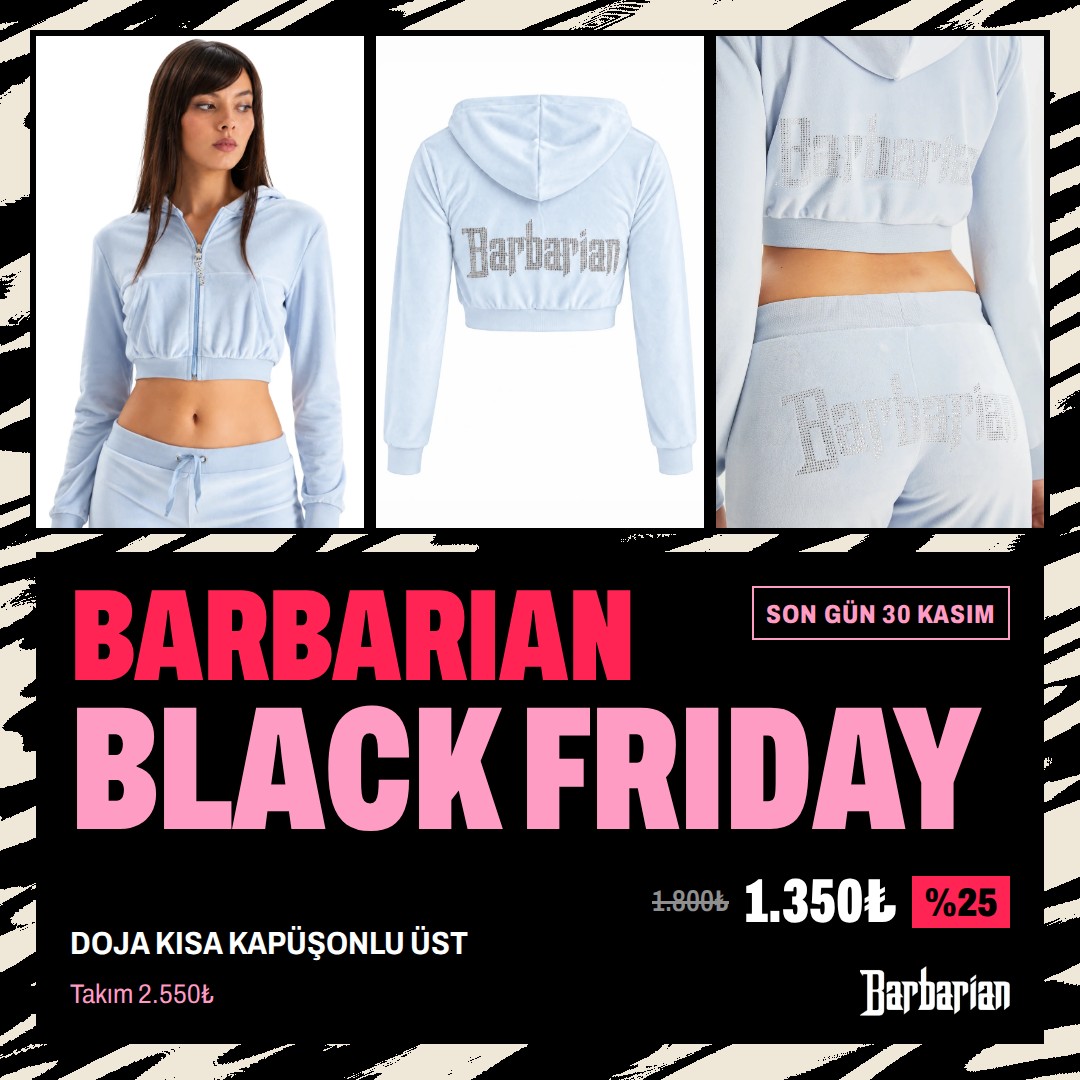 Barbarian
Barbarian
Barbarian
BARBARIAN
SON GÜN 30 KASIM
BLACK FRIDAY
1.800₺ 1.350₺ %25
DOJA KISA KAPÜŞONLU ÜST
Takım 2.550₺
Barbarian